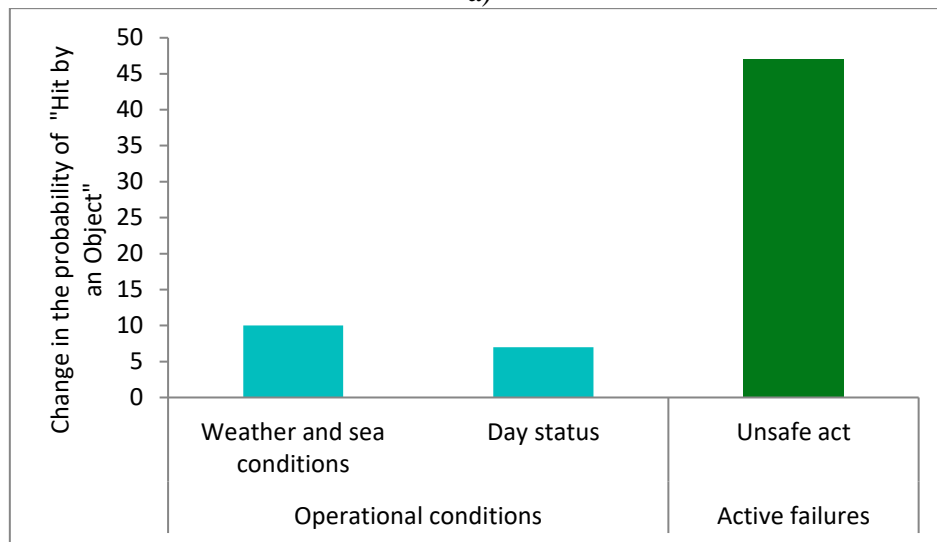 a)
Change in the probability of "Hit by
an Object"
50
45
40
35
30
25
20
15
10
5
0
Weather and sea
conditions
Day status
Unsafe act
Operational conditions
Active failures